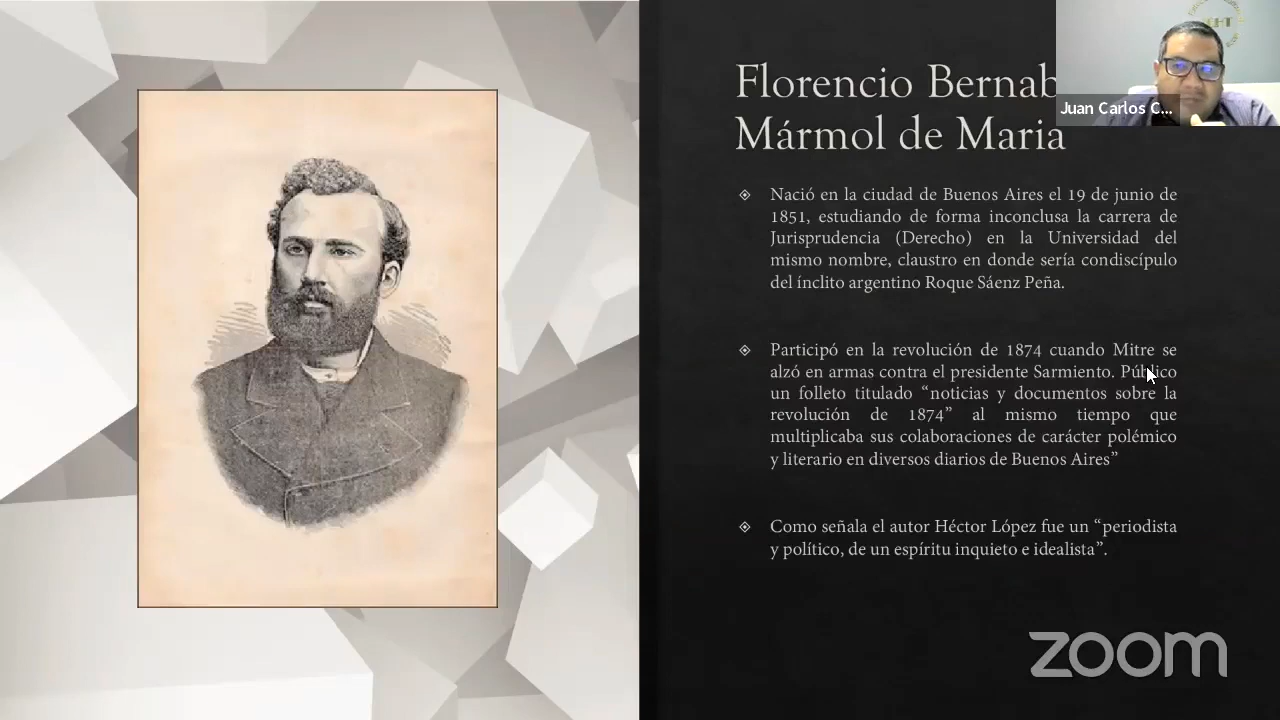 Florencio Bernab
Mármol de Maria
Juan Carlos C...
Nació en la ciudad de Buenos Aires el 19 de junio de
1851, estudiando de forma inconclusa la carrera de
Jurisprudencia (Derecho) en la Universidad del
mismo nombre, claustro en donde sería condiscípulo
del ínclito argentino Roque Sáenz Peña.
Participó en la revolución de 1874 cuando Mitre se
alzó en armas contra el presidente Sarmiento. Público
un folleto titulado “noticias y documentos sobre la
revolución de 1874” al mismo tiempo que
multiplicaba sus colaboraciones de carácter polémico
y literario en diversos diarios de Buenos Aires”
Como señala el autor Héctor López fue un “periodista
y político, de un espíritu inquieto e idealista”.
zoom